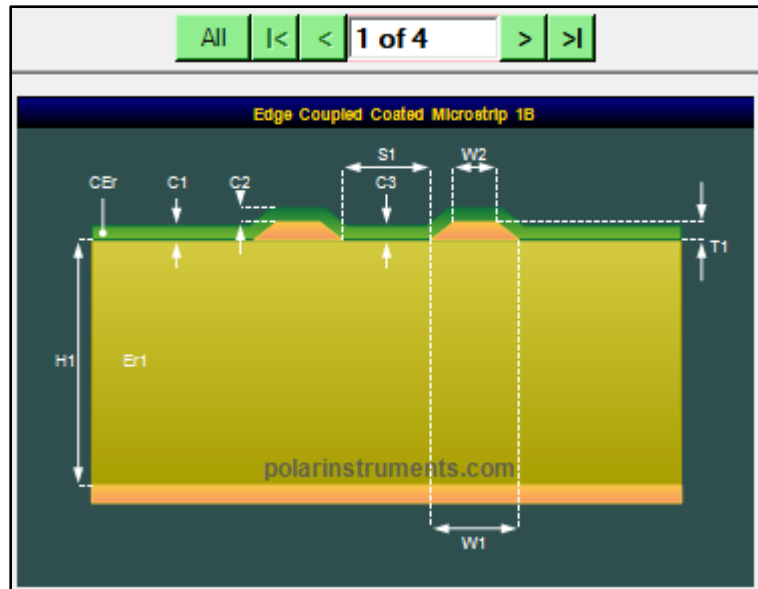 All |< < 1 of 4 > >|
Edge Coupled Coated Microstrip 1B
S1 W2
CEr C1 C2 C3
T1
H1 Er1
polarinstruments.com
W1